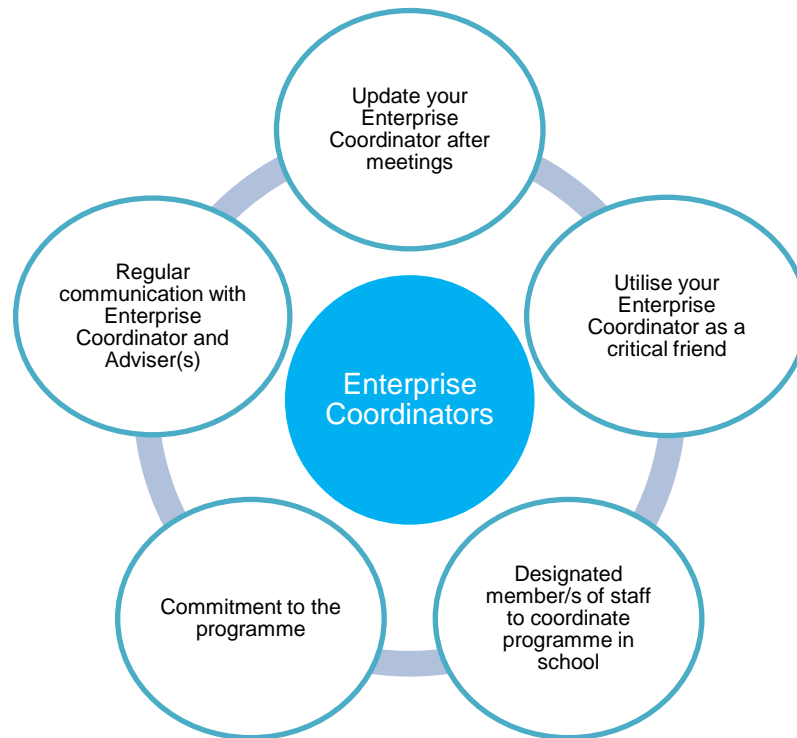 Update your
Enterprise
Coordinator after
meetings
Utilise your
Enterprise
Coordinator as a
critical friend
Designated
member/s of staff
to coordinate
programme in
school
Commitment to the
programme
Regular
communication with
Enterprise
Coordinator and
Adviser(s)
Enterprise
Coordinators